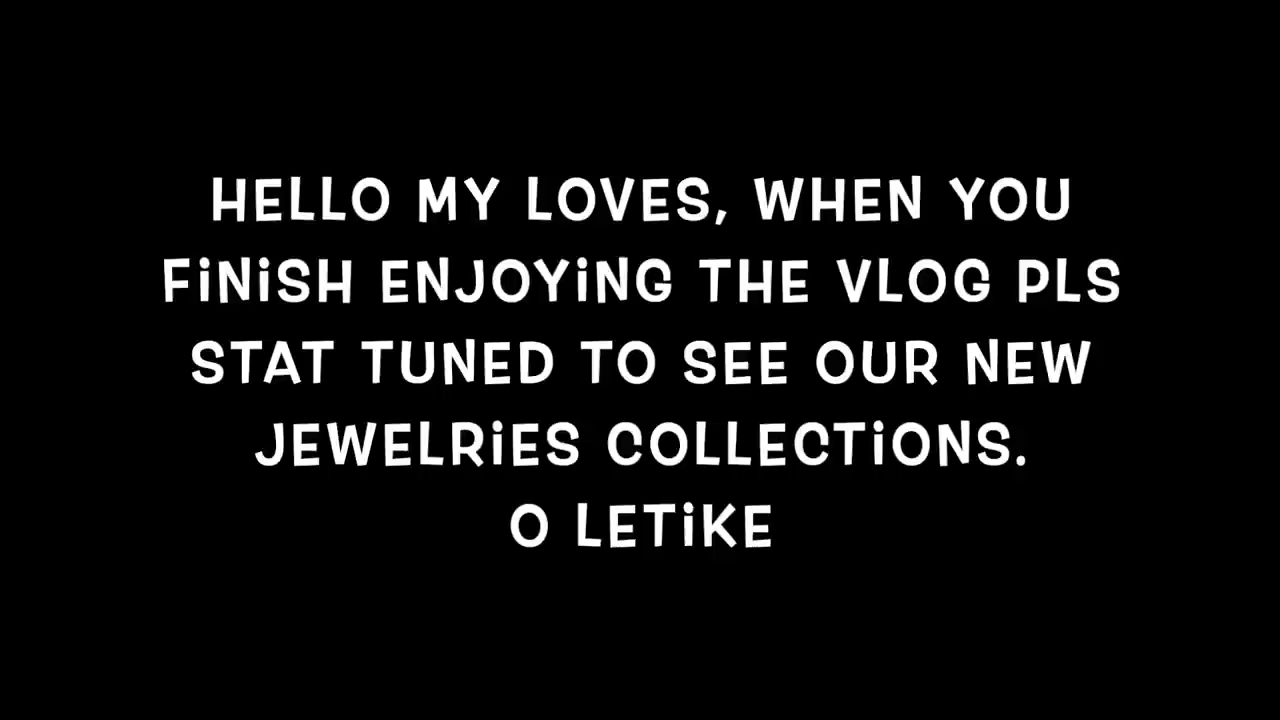 HELLO MY LOVES, WHEN YOU
FINISH ENJOYING THE VLOG PLS
STAT TUNED TO SEE OUR NEW
JEWELRIES COLLECTIONS.
O LETIKE